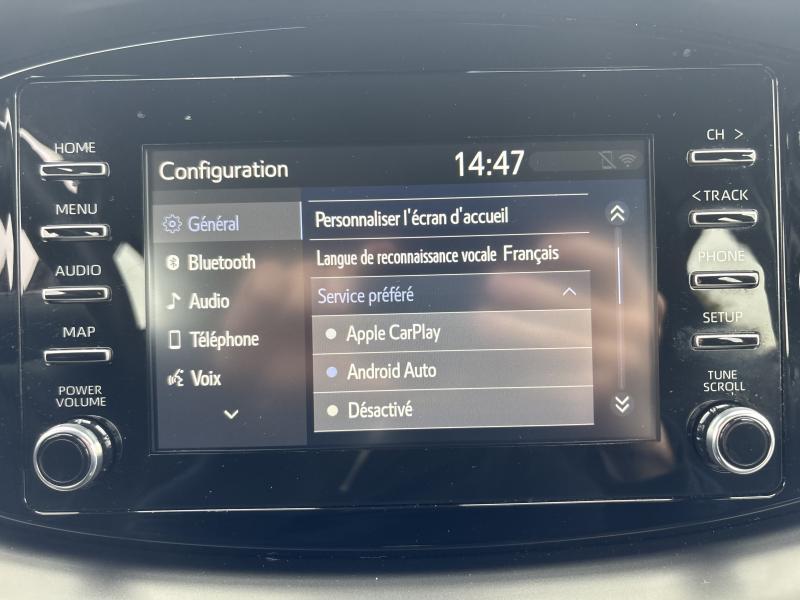 HOME
MENU
AUDIO
MAP
POWER
VOLUME
Configuration 14:47
Général
Bluetooth
Audio
Téléphone
Voix
Personnaliser l'écran d'accueil
Langue de reconnaissance vocale Français
Service préféré
Apple CarPlay
Android Auto
Désactivé
CH >
< TRACK
PHONE
SETUP
TUNE
SCROLL